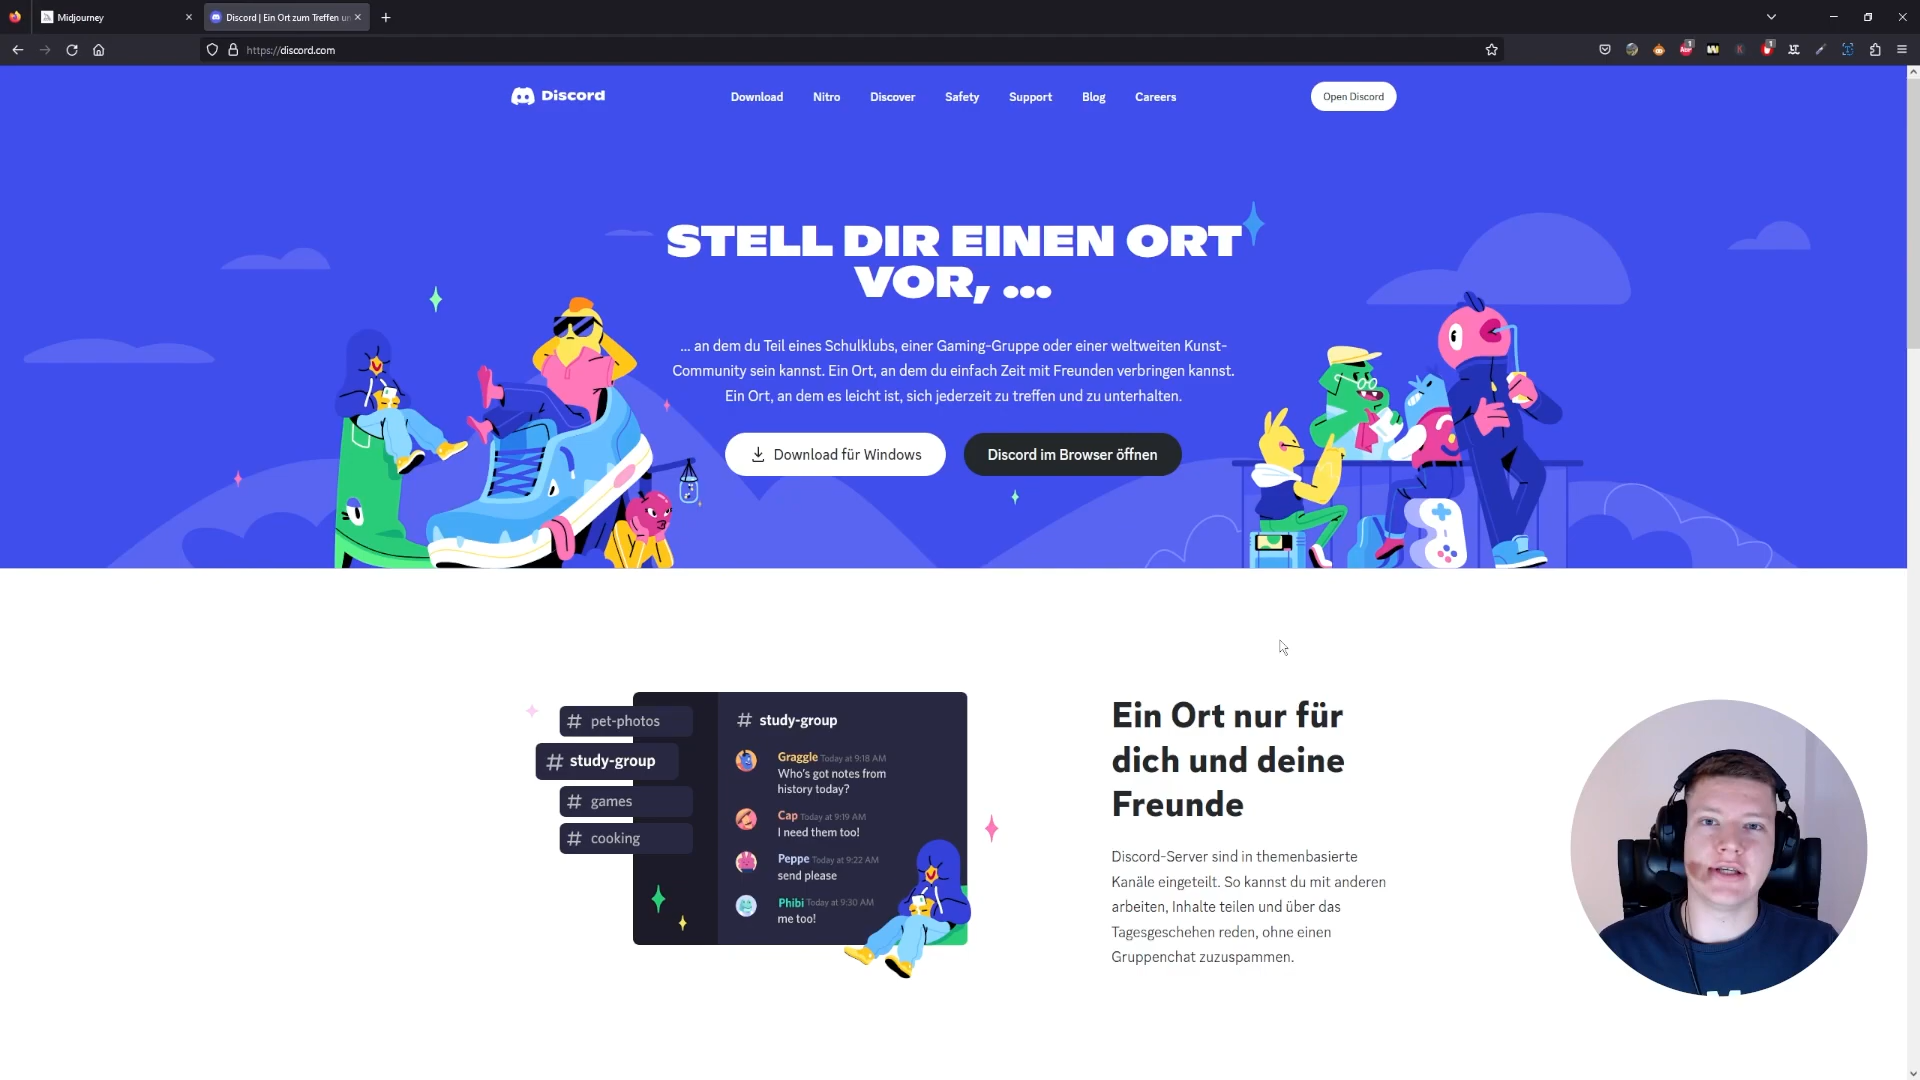 Midjourney
Discord | Ein Ort zum Treffen un
https://discord.com
Discord
Download
Nitro
Discover
Safety
Support
Blog
Careers
Open Discord
STELL DIR EINEN ORT
VOR, ...
... an dem du Teil eines Schulklubs, einer Gaming-Gruppe oder einer weltweiten Kunst-
Community sein kannst. Ein Ort, an dem du einfach Zeit mit Freunden verbringen kannst.
Ein Ort, an dem es leicht ist, sich jederzeit zu treffen und zu unterhalten.
Download für Windows
Discord im Browser öffnen
# pet-photos
# study-group
# games
# cooking
# study-group
Graggle Today at 9:18 AM
Who's got notes from
history today?
Cap Today at 9:19 AM
I need them too!
Peppe Today at 9:22 AM
send please
Phibi Today at 9:30 AM
me too!
Ein Ort nur für
dich und deine
Freunde
Discord-Server sind in themenbasierte
Kanäle eingeteilt. So kannst du mit anderen
arbeiten, Inhalte teilen und über das
Tagesgeschehen reden, ohne einen
Gruppenchat zuzuspammen.